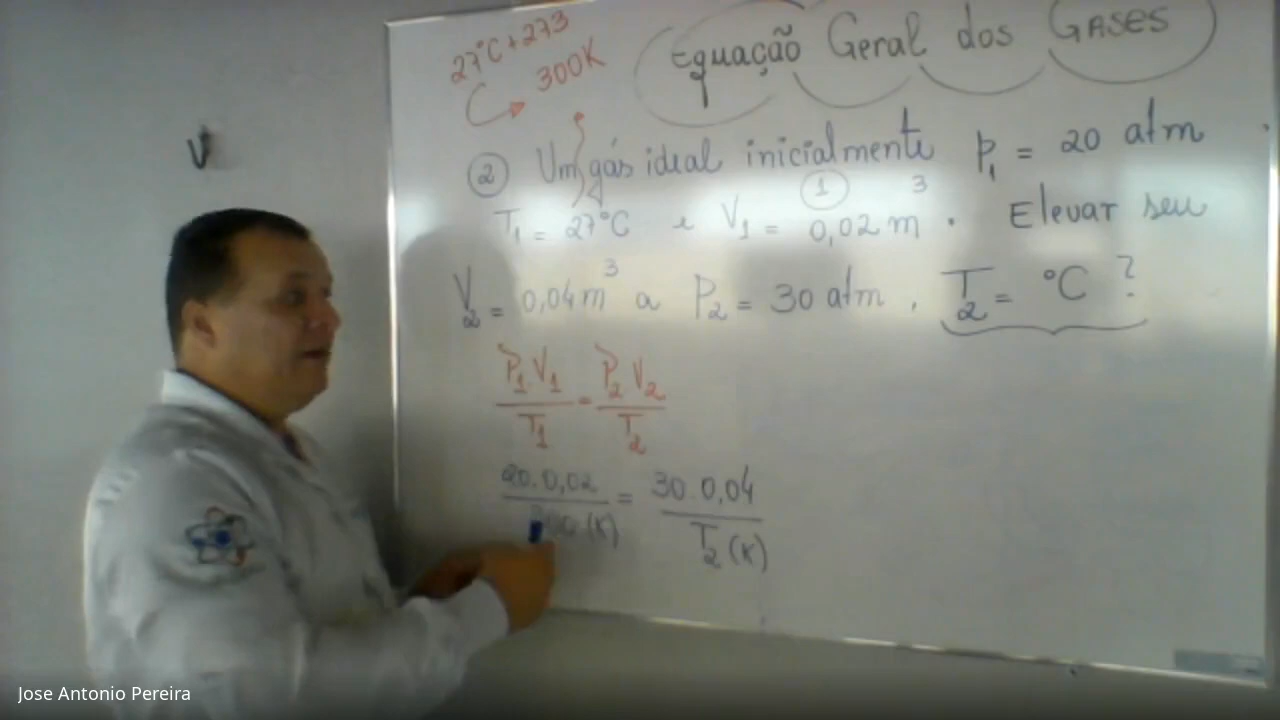 27°C+273
300K
Equação Geral dos GASES
V
② Um gás ideal inicialmente P₁ = 20 atm
①
T₁ = 27°C e V₁ = 0,02 m³. Elevar seu
V₂ = 0,04 m³ a P₂ = 30 atm, T₂ = °C ?
P₁.V₁/T₁ = P₂ V₂/T₂
20.0,02/300 (K) = 30.0,04/T₂ (K)
Jose Antonio Pereira